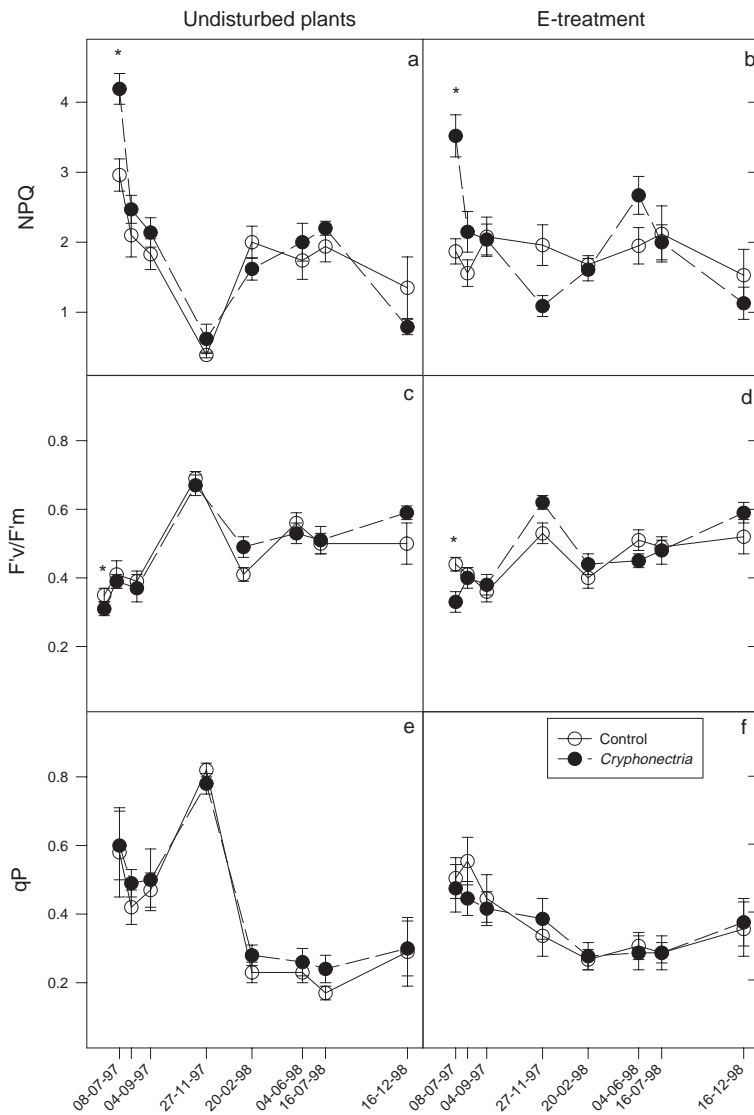 Undisturbed plants
E-treatment
a
b
*
*
4
3
2
1
NPQ
c
d
0.8
0.6
0.4
0.2
*
*
F'v/F'm
e
f
Control
Cryphonectria
0.8
0.6
0.4
0.2
qP
08-07-97
04-09-97
27-11-97
20-02-98
04-06-98
16-07-98
16-12-98
08-07-97
04-09-97
27-11-97
20-02-98
04-06-98
16-07-98
16-12-98